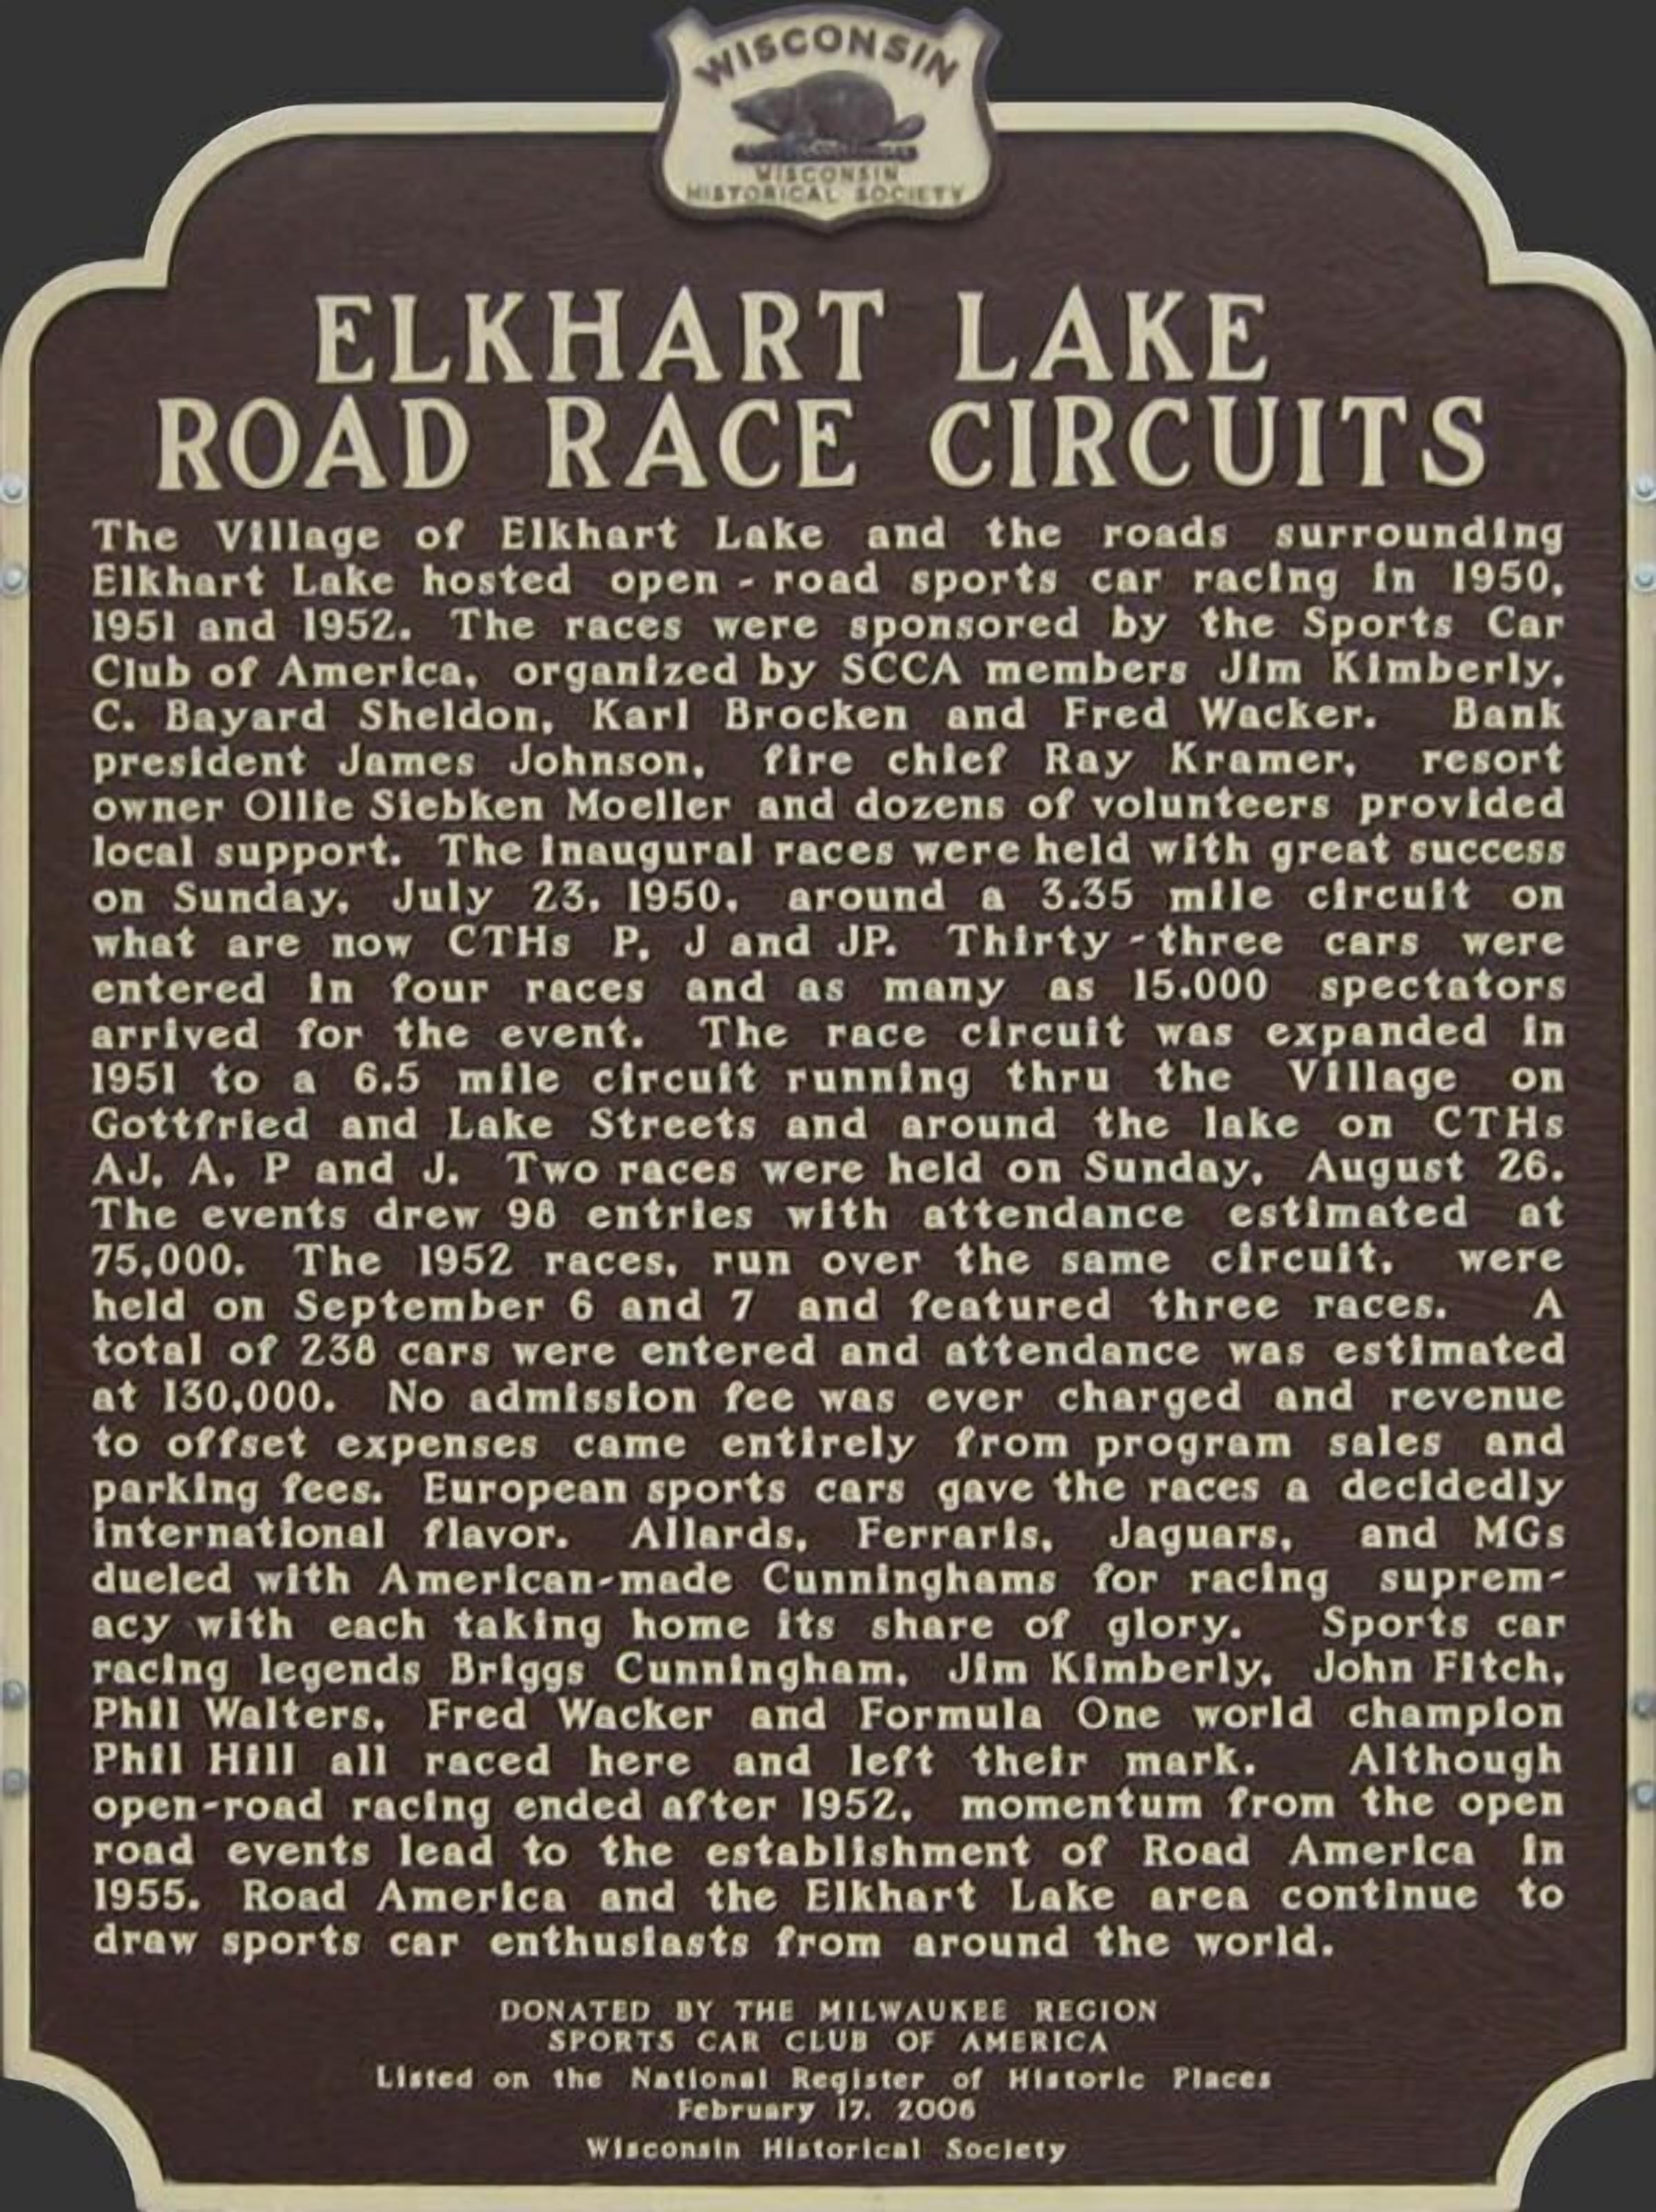 WISCONSIN
WISCONSIN
HISTORICAL SOCIETY
ELKHART LAKE
ROAD RACE CIRCUITS
The Village of Elkhart Lake and the roads surrounding
Elkhart Lake hosted open - road sports car racing in 1950,
1951 and 1952. The races were sponsored by the Sports Car
Club of America, organized by SCCA members Jim Kimberly,
C. Bayard Sheldon, Karl Brocken and Fred Wacker. Bank
president James Johnson, fire chief Ray Kramer, resort
owner Ollie Siebken Moeller and dozens of volunteers provided
local support. The inaugural races were held with great success
on Sunday, July 23, 1950, around a 3.35 mile circuit on
what are now CTHs P, J and JP. Thirty - three cars were
entered in four races and as many as 15,000 spectators
arrived for the event. The race circuit was expanded in
1951 to a 6.5 mile circuit running thru the Village on
Gottfried and Lake Streets and around the lake on CTHs
AJ, A, P and J. Two races were held on Sunday, August 26.
The events drew 98 entries with attendance estimated at
75,000. The 1952 races, run over the same circuit, were
held on September 6 and 7 and featured three races. A
total of 238 cars were entered and attendance was estimated
at 130,000. No admission fee was ever charged and revenue
to offset expenses came entirely from program sales and
parking fees. European sports cars gave the races a decidedly
international flavor. Allards, Ferraris, Jaguars, and MGs
dueled with American-made Cunninghams for racing suprem-
acy with each taking home its share of glory. Sports car
racing legends Briggs Cunningham, Jim Kimberly, John Fitch,
Phil Walters, Fred Wacker and Formula One world champion
Phil Hill all raced here and left their mark. Although
open-road racing ended after 1952, momentum from the open
road events lead to the establishment of Road America in
1955. Road America and the Elkhart Lake area continue to
draw sports car enthusiasts from around the world.
DONATED BY THE MILWAUKEE REGION
SPORTS CAR CLUB OF AMERICA
Listed on the National Register of Historic Places
February 17, 2006
Wisconsin Historical Society